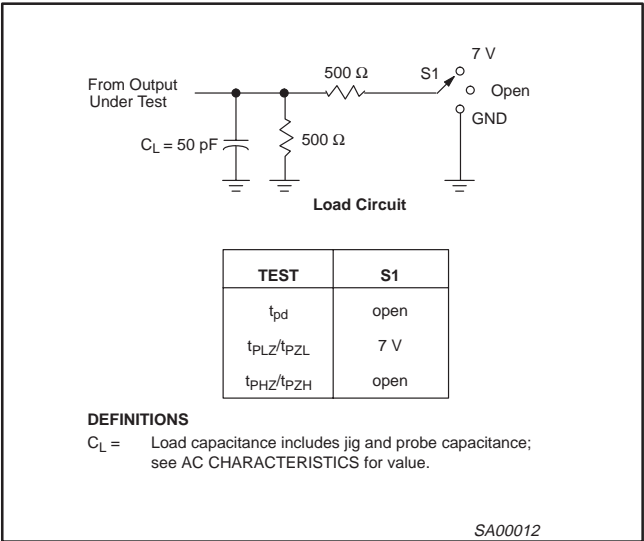 7 V
500 Ω
S1
From Output
Under Test
Open
GND
C_L = 50 pF
500 Ω
Load Circuit
TEST S1
t_pd open
t_PLZ/t_PZL 7 V
t_PHZ/t_PZH open
DEFINITIONS
C_L = Load capacitance includes jig and probe capacitance;
see AC CHARACTERISTICS for value.
SA00012